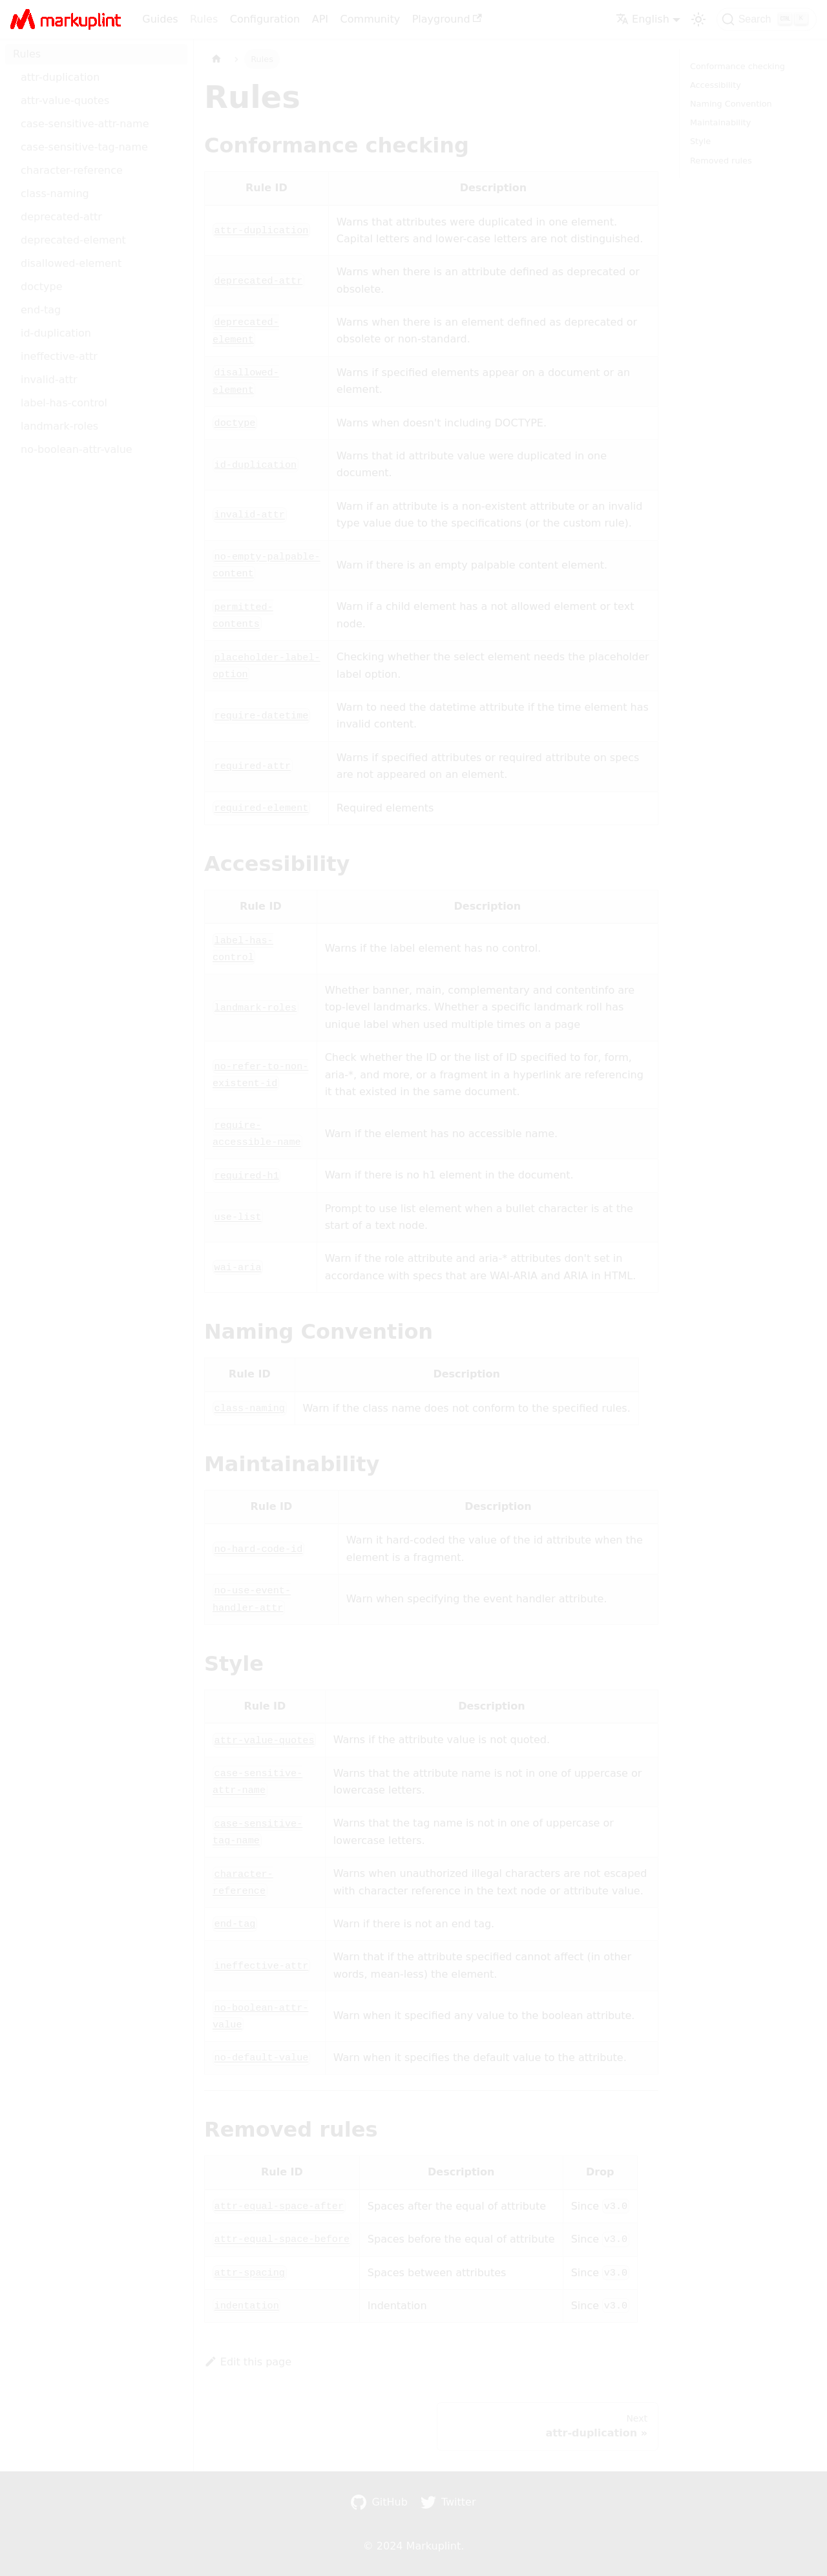 markuplint
Guides Rules Configuration API Community Playground
English
Search
Rules
attr-duplication
attr-value-quotes
case-sensitive-attr-name
case-sensitive-tag-name
character-reference
class-naming
deprecated-attr
deprecated-element
disallowed-element
doctype
end-tag
id-duplication
ineffective-attr
invalid-attr
label-has-control
landmark-roles
no-boolean-attr-value
Rules
Rules
Conformance checking
Rule ID Description
attr-duplication Warns that attributes were duplicated in one element.
Capital letters and lower-case letters are not distinguished.
deprecated-attr Warns when there is an attribute defined as deprecated or
obsolete.
deprecated- Warns when there is an element defined as deprecated or
element obsolete or non-standard.
disallowed- Warns if specified elements appear on a document or an
element element.
doctype Warns when doesn't including DOCTYPE.
id-duplication Warns that id attribute value were duplicated in one
document.
invalid-attr Warn if an attribute is a non-existent attribute or an invalid
type value due to the specifications (or the custom rule).
no-empty-palpable-
content Warn if there is an empty palpable content element.
permitted- Warn if a child element has a not allowed element or text
contents node.
placeholder-label- Checking whether the select element needs the placeholder
option label option.
require-datetime Warn to need the datetime attribute if the time element has
invalid content.
required-attr Warns if specified attributes or required attribute on specs
are not appeared on an element.
required-element Required elements
Accessibility
Rule ID Description
label-has-
control Warns if the label element has no control.
landmark-roles Whether banner, main, complementary and contentinfo are
top-level landmarks. Whether a specific landmark roll has
unique label when used multiple times on a page
no-refer-to-non-
existent-id Check whether the ID or the list of ID specified to for, form,
aria-*, and more, or a fragment in a hyperlink are referencing
it that existed in the same document.
require-
accessible-name Warn if the element has no accessible name.
required-h1 Warn if there is no h1 element in the document.
use-list Prompt to use list element when a bullet character is at the
start of a text node.
wai-aria Warn if the role attribute and aria-* attributes don't set in
accordance with specs that are WAI-ARIA and ARIA in HTML.
Naming Convention
Rule ID Description
class-naming Warn if the class name does not conform to the specified rules.
Maintainability
Rule ID Description
no-hard-code-id Warn it hard-coded the value of the id attribute when the
element is a fragment.
no-use-event-
handler-attr Warn when specifying the event handler attribute.
Style
Rule ID Description
attr-value-quotes Warns if the attribute value is not quoted.
case-sensitive- Warns that the attribute name is not in one of uppercase or
attr-name lowercase letters.
case-sensitive- Warns that the tag name is not in one of uppercase or
tag-name lowercase letters.
character- Warns when unauthorized illegal characters are not escaped
reference with character reference in the text node or attribute value.
end-tag Warn if there is not an end tag.
ineffective-attr Warn that if the attribute specified cannot affect (in other
words, mean-less) the element.
no-boolean-attr-
value Warn when it specified any value to the boolean attribute.
no-default-value Warn when it specifies the default value to the attribute.
Removed rules
Rule ID Description Drop
attr-equal-space-after Spaces after the equal of attribute Since v3.0
attr-equal-space-before Spaces before the equal of attribute Since v3.0
attr-spacing Spaces between attributes Since v3.0
indentation Indentation Since v3.0
Edit this page
Next
attr-duplication »
Conformance checking
Accessibility
Naming Convention
Maintainability
Style
Removed rules
GitHub Twitter
© 2024 Markuplint